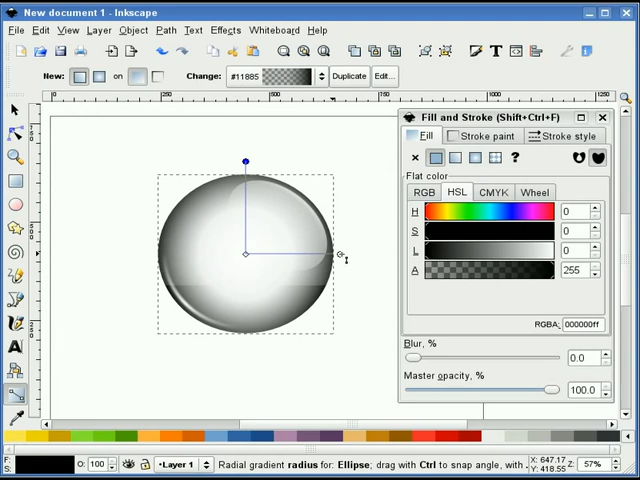 New document 1 - Inkscape
File Edit View Layer Object Path Text Effects Whiteboard Help
New: on Change: #11885 Duplicate Edit...
Fill and Stroke (Shift+Ctrl+F)
Fill Stroke paint Stroke style
?
Flat color
RGB HSL CMYK Wheel
H 0
S 0
L 0
A 255
RGBA: 000000ff
Blur, %
0.0
Master opacity, %
100.0
F:
S:
O: 100
Layer 1
Radial gradient radius for: Ellipse; drag with Ctrl to snap angle, with
X: 647.17
Y: 418.55
Z: 57%